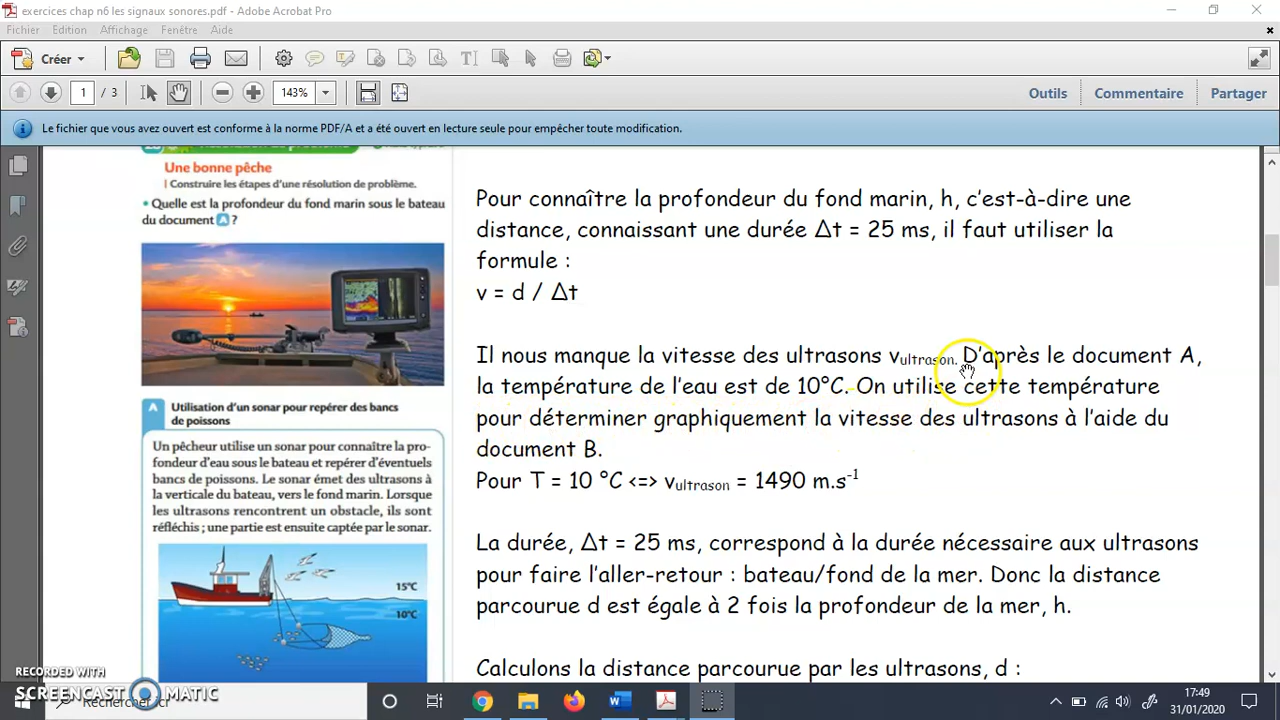 exercices chap n6 les signaux sonores.pdf - Adobe Acrobat Pro
Fichier Edition Affichage Fenêtre Aide
Créer
1 / 3 143% Outils Commentaire Partager
Le fichier que vous avez ouvert est conforme à la norme PDF/A et a été ouvert en lecture seule pour empêcher toute modification.
Une bonne pêche
Construire les étapes d'une résolution de problème.
• Quelle est la profondeur du fond marin sous le bateau
du document A ?
A Utilisation d'un sonar pour repérer des bancs
de poissons
Un pêcheur utilise un sonar pour connaître la pro-
fondeur d'eau sous le bateau et repérer d'éventuels
bancs de poissons. Le sonar émet des ultrasons à
la verticale du bateau, vers le fond marin. Lorsque
les ultrasons rencontrent un obstacle, ils sont
réfléchis ; une partie est ensuite captée par le sonar.
15°C
10°C
Pour connaître la profondeur du fond marin, h, c'est-à-dire une
distance, connaissant une durée Δt = 25 ms, il faut utiliser la
formule :
v = d / Δt
Il nous manque la vitesse des ultrasons vultrason. D'après le document A,
la température de l'eau est de 10°C. On utilise cette température
pour déterminer graphiquement la vitesse des ultrasons à l'aide du
document B.
Pour T = 10 °C <=> vultrason = 1490 m.s-1
La durée, Δt = 25 ms, correspond à la durée nécessaire aux ultrasons
pour faire l'aller-retour : bateau/fond de la mer. Donc la distance
parcourue d est égale à 2 fois la profondeur de la mer, h.
Calculons la distance parcourue par les ultrasons, d :
RECORDED WITH
SCREENCAST MATIC
Rechercher ici
17:49
31/01/2020